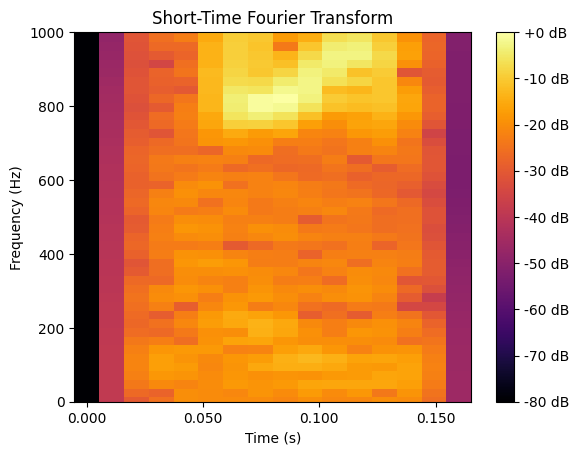 Short-Time Fourier Transform
1000
800
600
400
200
0
Frequency (Hz)
0.000
0.050
0.100
0.150
Time (s)
+0 dB
-10 dB
-20 dB
-30 dB
-40 dB
-50 dB
-60 dB
-70 dB
-80 dB